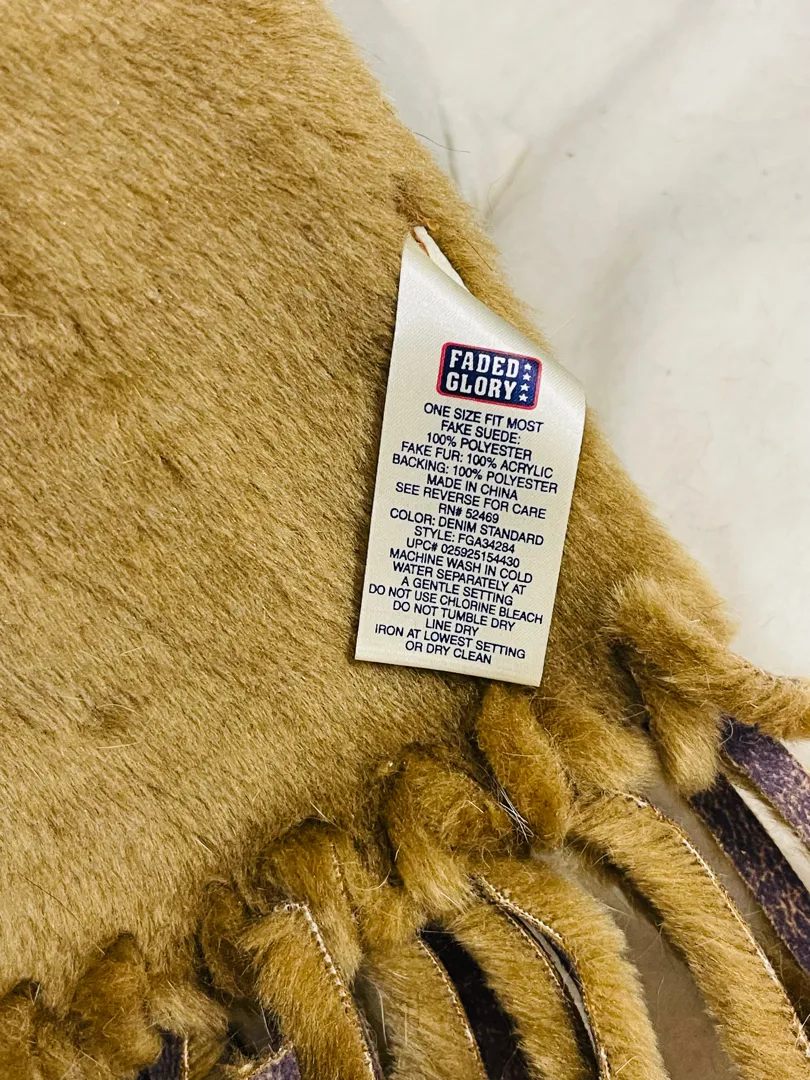 FADED
GLORY
ONE SIZE FIT MOST
FAKE SUEDE:
100% POLYESTER
FAKE FUR: 100% ACRYLIC
BACKING: 100% POLYESTER
MADE IN CHINA
SEE REVERSE FOR CARE
RN# 52469
COLOR: DENIM STANDARD
STYLE: FGA34284
UPC# 025925154430
MACHINE WASH IN COLD
WATER SEPARATELY AT
A GENTLE SETTING
DO NOT USE CHLORINE BLEACH
DO NOT TUMBLE DRY
LINE DRY
IRON AT LOWEST SETTING
OR DRY CLEAN